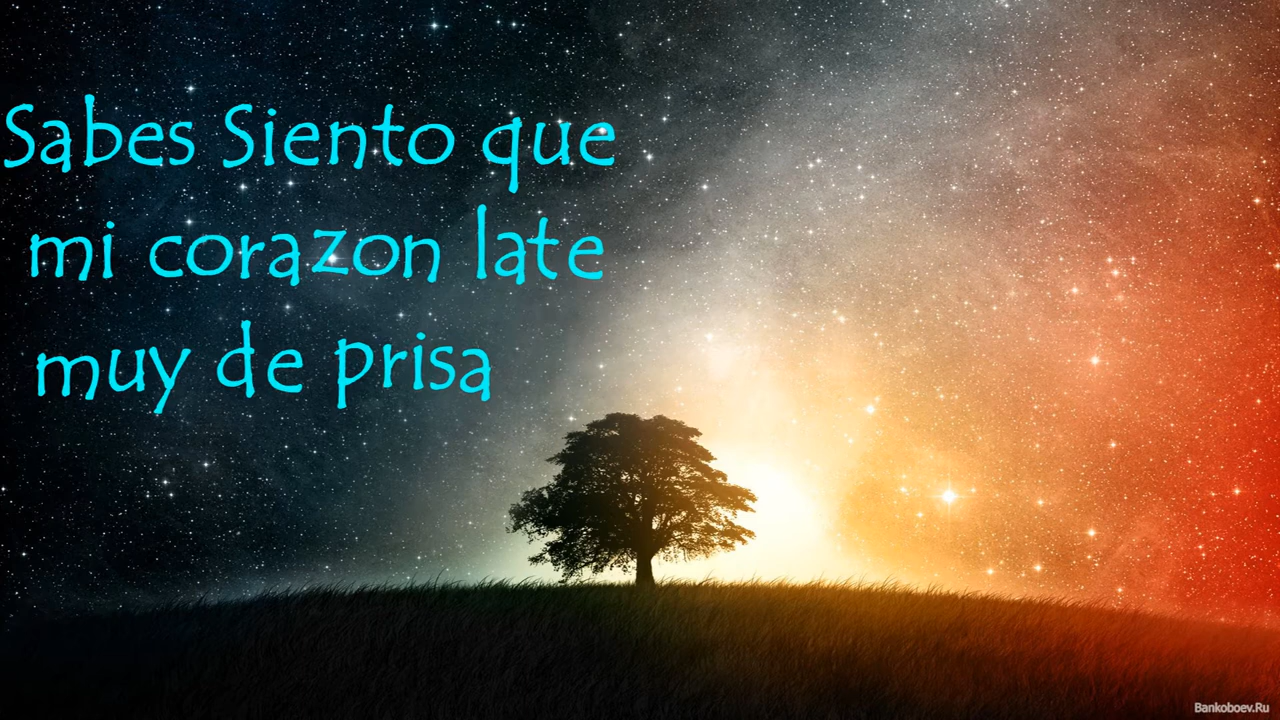 Sabes Siento que
mi corazon late
muy de prisa
Bankoboev.Ru